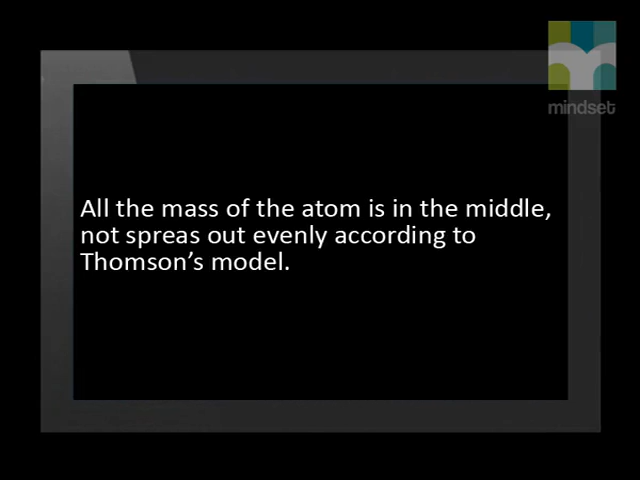 mindset
All the mass of the atom is in the middle,
not spreas out evenly according to
Thomson’s model.